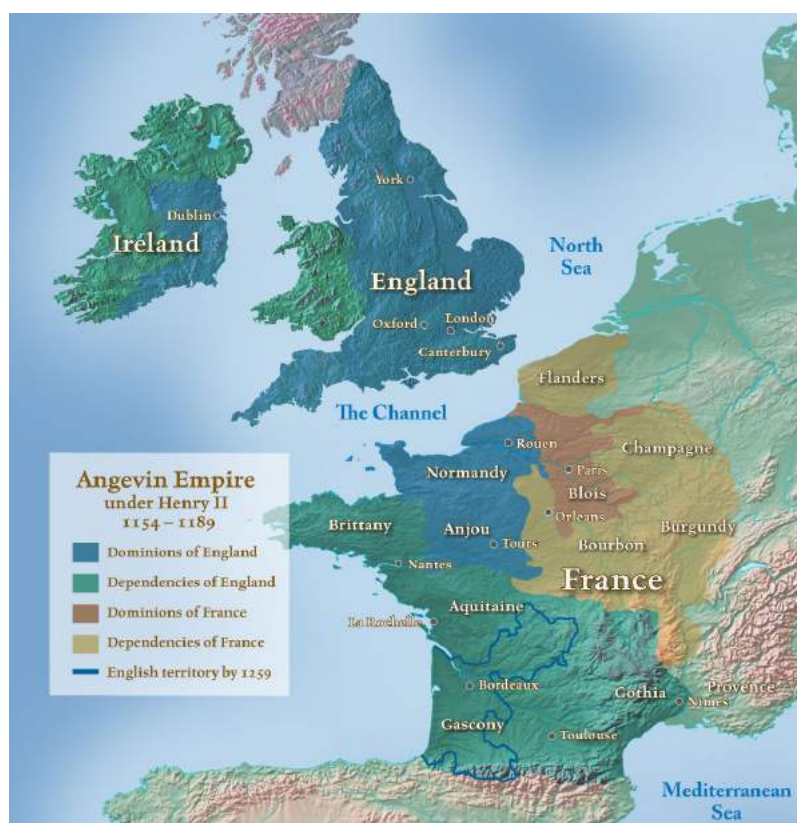 York
Dublin
Ireland
North
Sea
England
Oxford
London
Canterbury
Flanders
The Channel
Rouen
Champagne
Normandy
Paris
Blois
Orleans
Brittany
Anjou
Tours
Burgundy
Bourbon
Nantes
France
Aquitaine
La Rochelle
Bordeaux
Gothia
Provence
Nimes
Gascony
Toulouse
Mediterranean
Sea
Angevin Empire
under Henry II
1154 – 1189
Dominions of England
Dependencies of England
Dominions of France
Dependencies of France
English territory by 1259